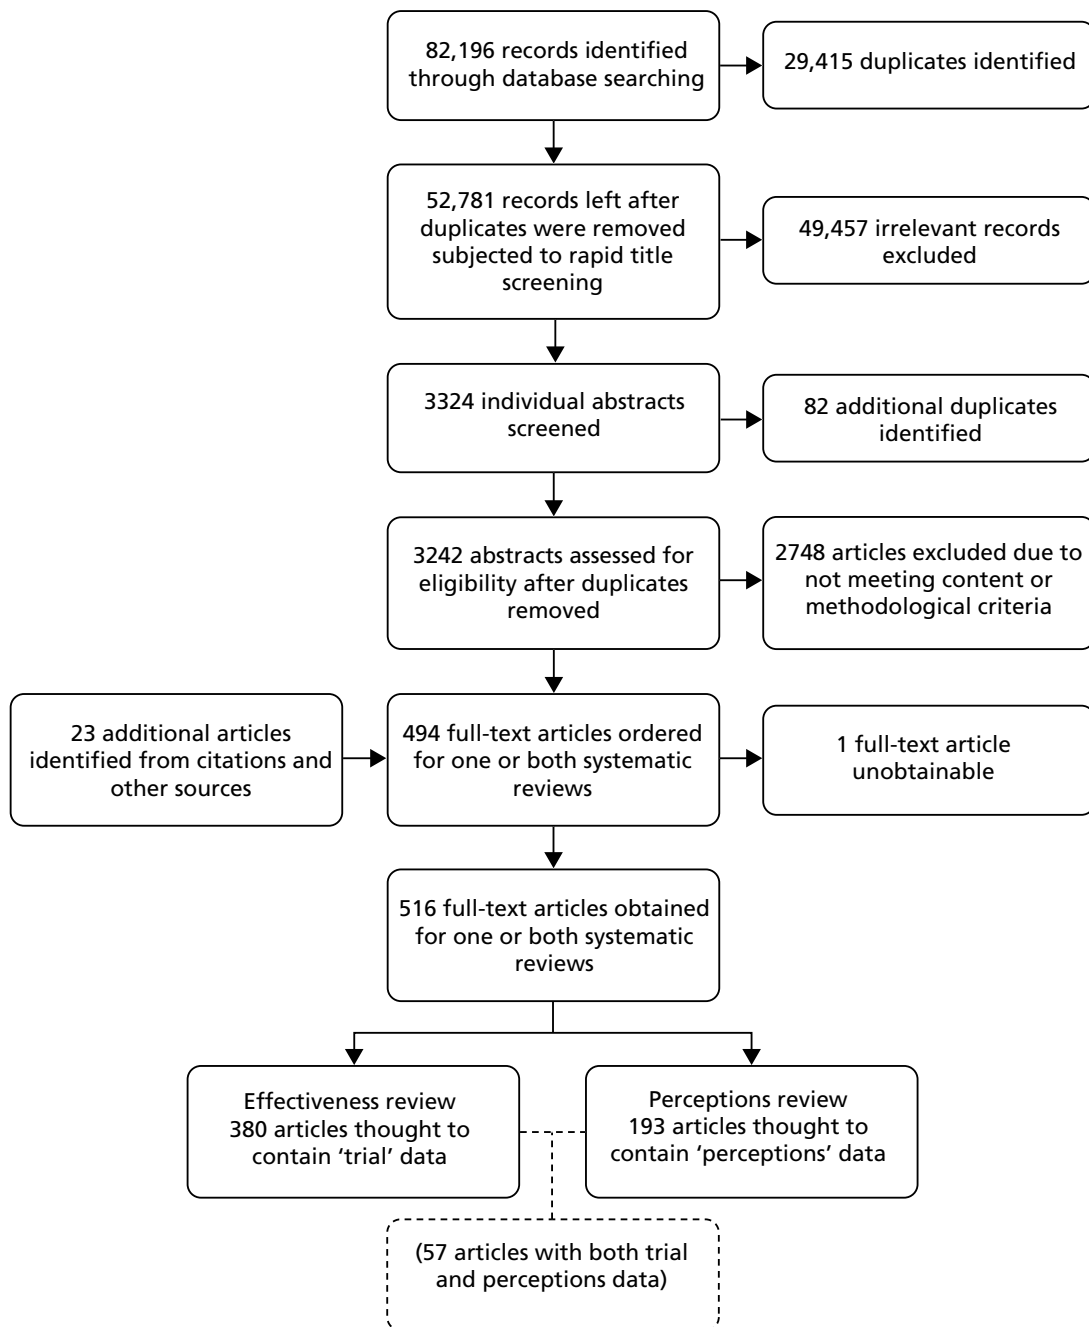 82,196 records identified
through database searching
29,415 duplicates identified
52,781 records left after
duplicates were removed
subjected to rapid title
screening
49,457 irrelevant records
excluded
3324 individual abstracts
screened
82 additional duplicates
identified
3242 abstracts assessed for
eligibility after duplicates
removed
2748 articles excluded due to
not meeting content or
methodological criteria
23 additional articles
identified from citations and
other sources
494 full-text articles ordered
for one or both systematic
reviews
1 full-text article
unobtainable
516 full-text articles obtained
for one or both systematic
reviews
Effectiveness review
380 articles thought to
contain ‘trial’ data
Perceptions review
193 articles thought to
contain ‘perceptions’ data
(57 articles with both trial
and perceptions data)